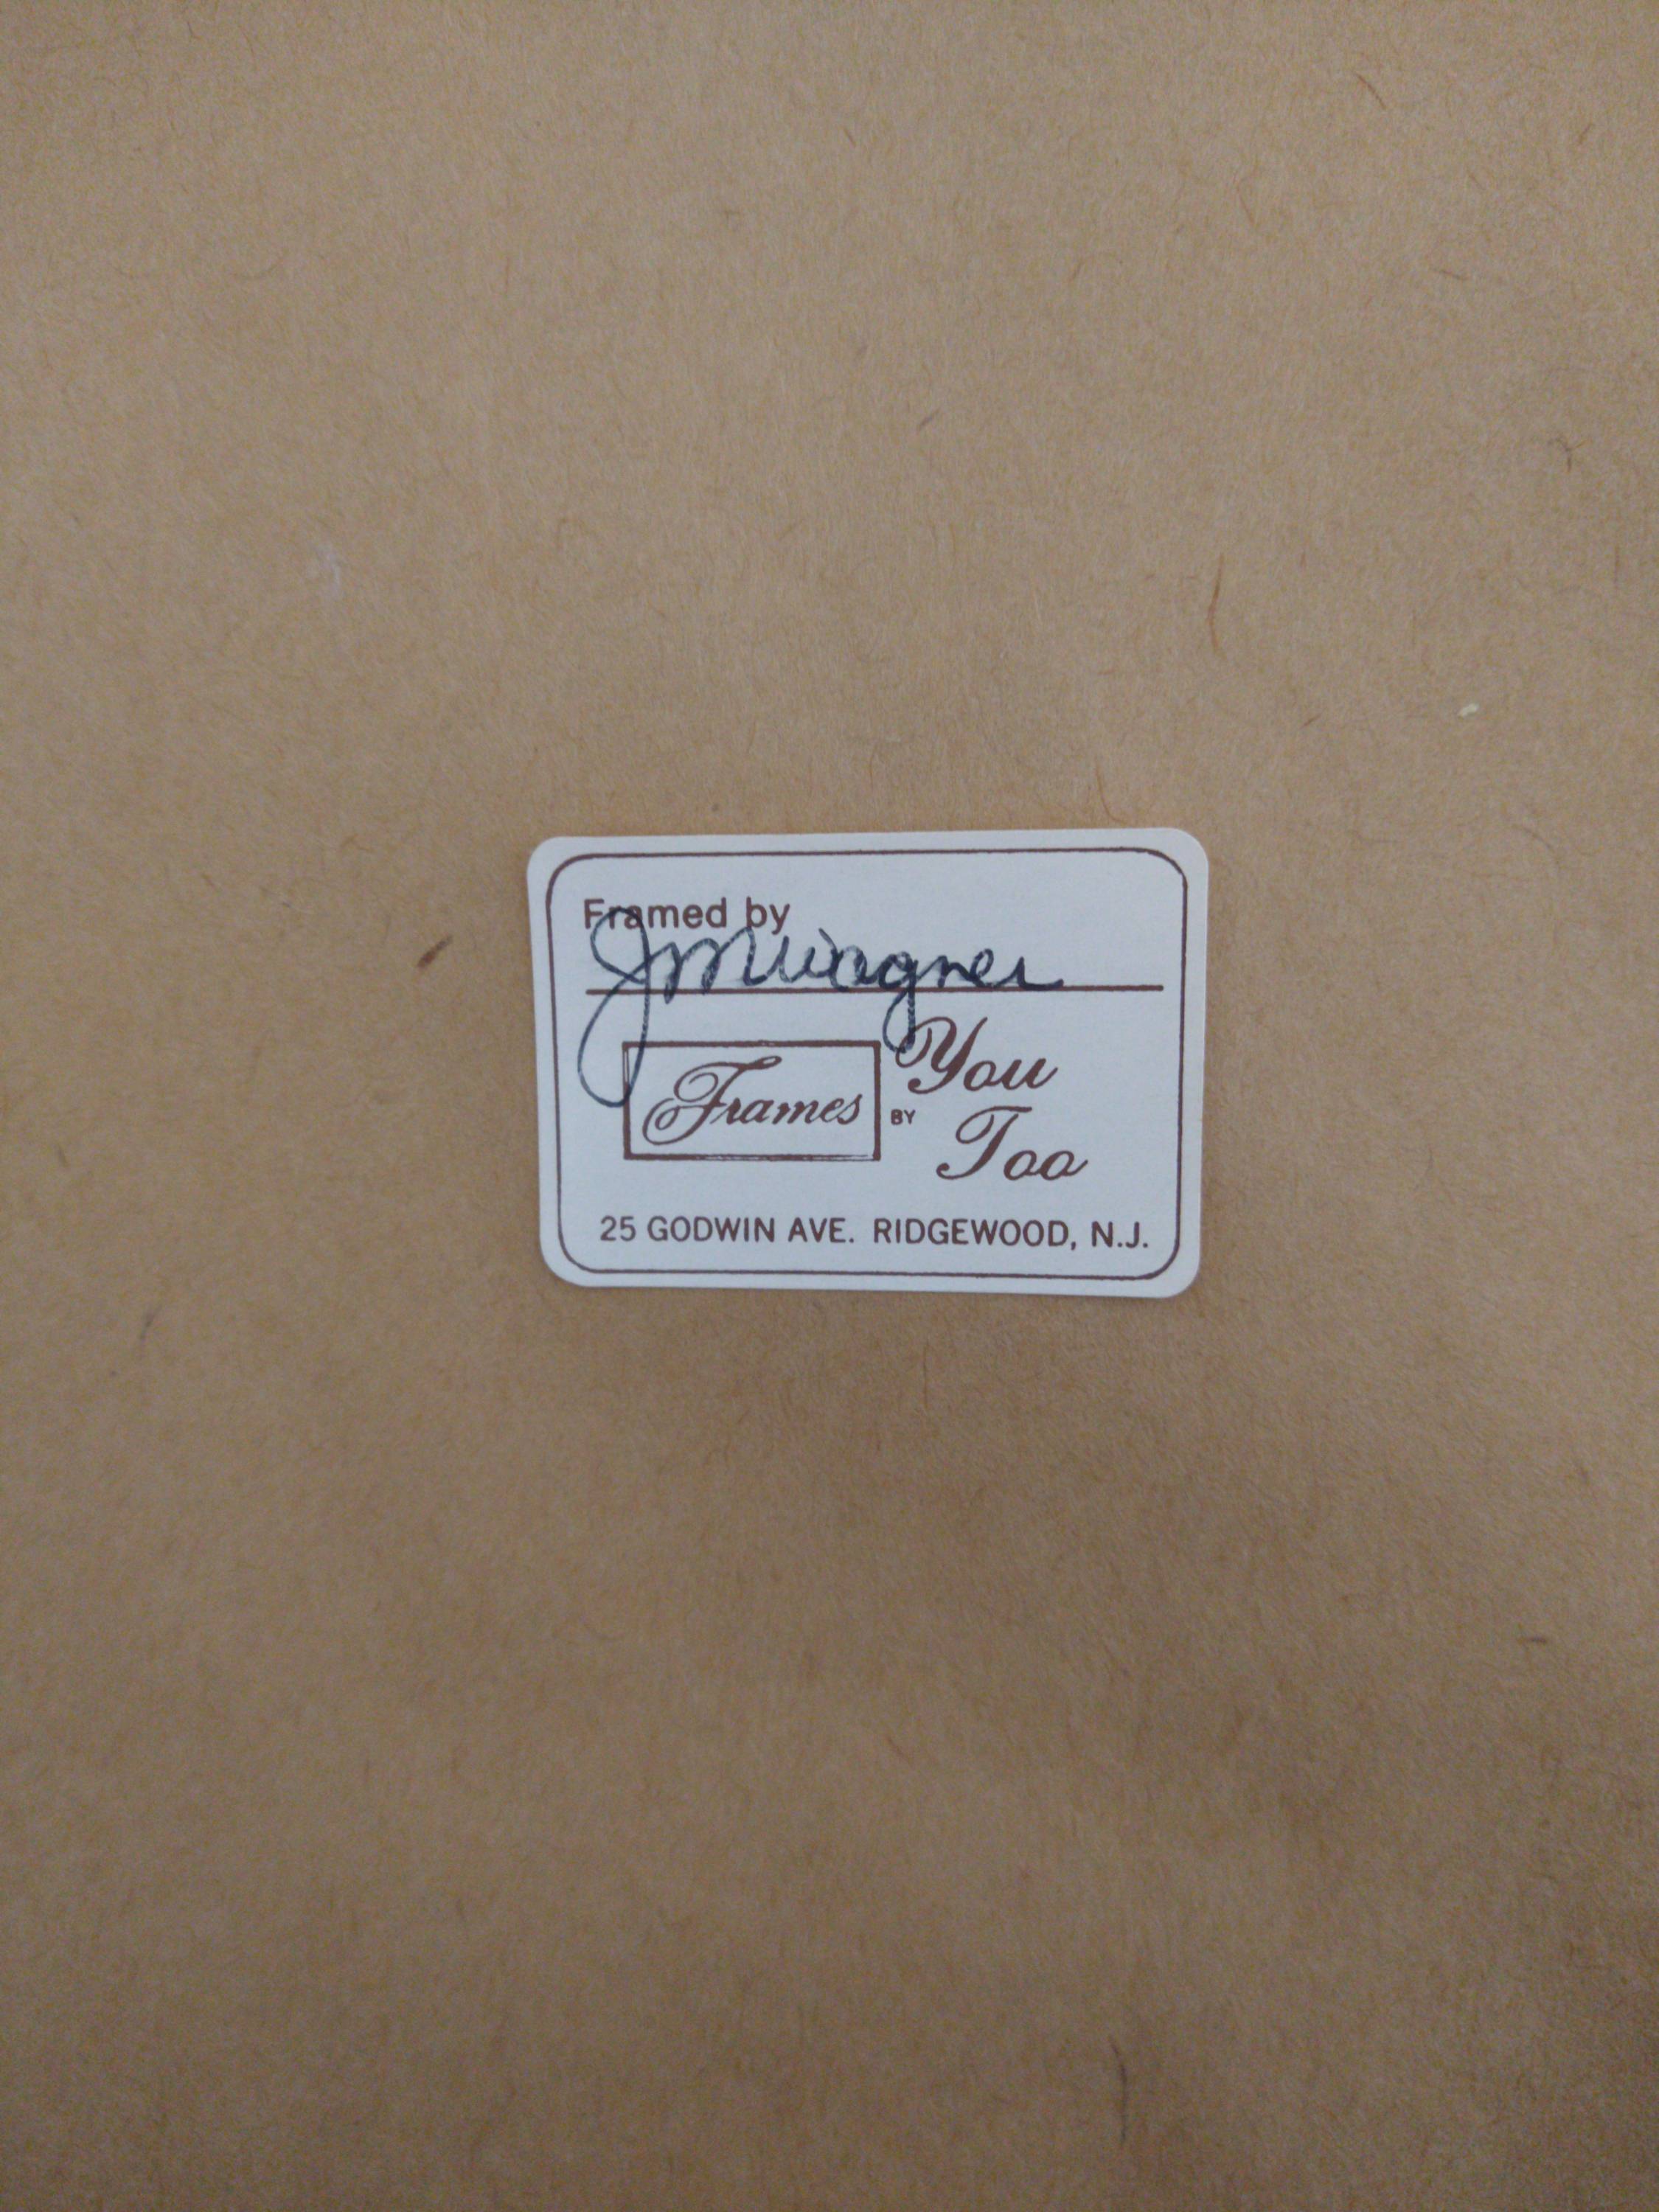 Framed by
JMWagner
Frames BY You Too
25 GODWIN AVE. RIDGEWOOD, N.J.